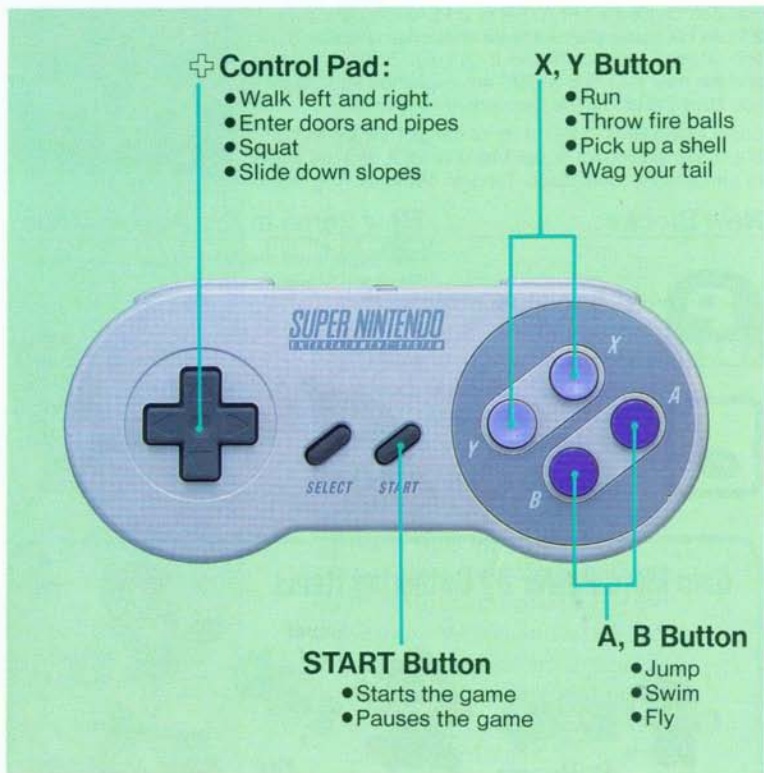 Control Pad:
●Walk left and right.
●Enter doors and pipes
●Squat
●Slide down slopes
X, Y Button
●Run
●Throw fire balls
●Pick up a shell
●Wag your tail
SUPER NINTENDO
ENTERTAINMENT SYSTEM
X
A
Y
B
SELECT START
START Button
●Starts the game
●Pauses the game
A, B Button
●Jump
●Swim
●Fly